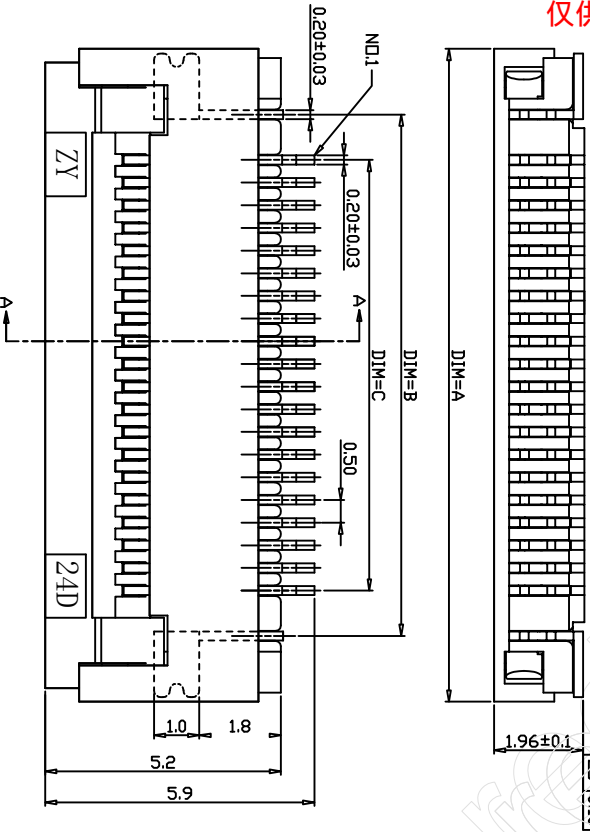 仅供
0.20±0.03
NO.1
0.20±0.03
ZY
A
A
DIM=C
DIM=B
DIM=A
0.50
24D
1.0
1.8
1.96±0.1
5.2
5.9